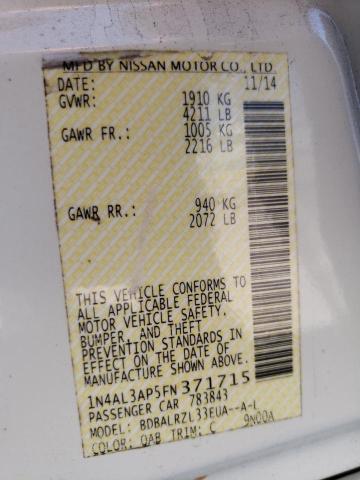 MFD BY NISSAN MOTOR CO., LTD.
DATE: 11/14
GVWR: 1910 KG
4211 LB
GAWR FR.: 1005 KG
2216 LB
GAWR RR.: 940 KG
2072 LB
THIS VEHICLE CONFORMS TO
ALL APPLICABLE FEDERAL
MOTOR VEHICLE SAFETY,
BUMPER, AND THEFT
PREVENTION STANDARDS IN
EFFECT ON THE DATE OF
MANUFACTURE SHOWN ABOVE.
1N4AL3AP5FN371715
PASSENGER CAR 783843
MODEL: BDBALRZL33EUA--A-L
COLOR: QAB TRIM: C 9N00A